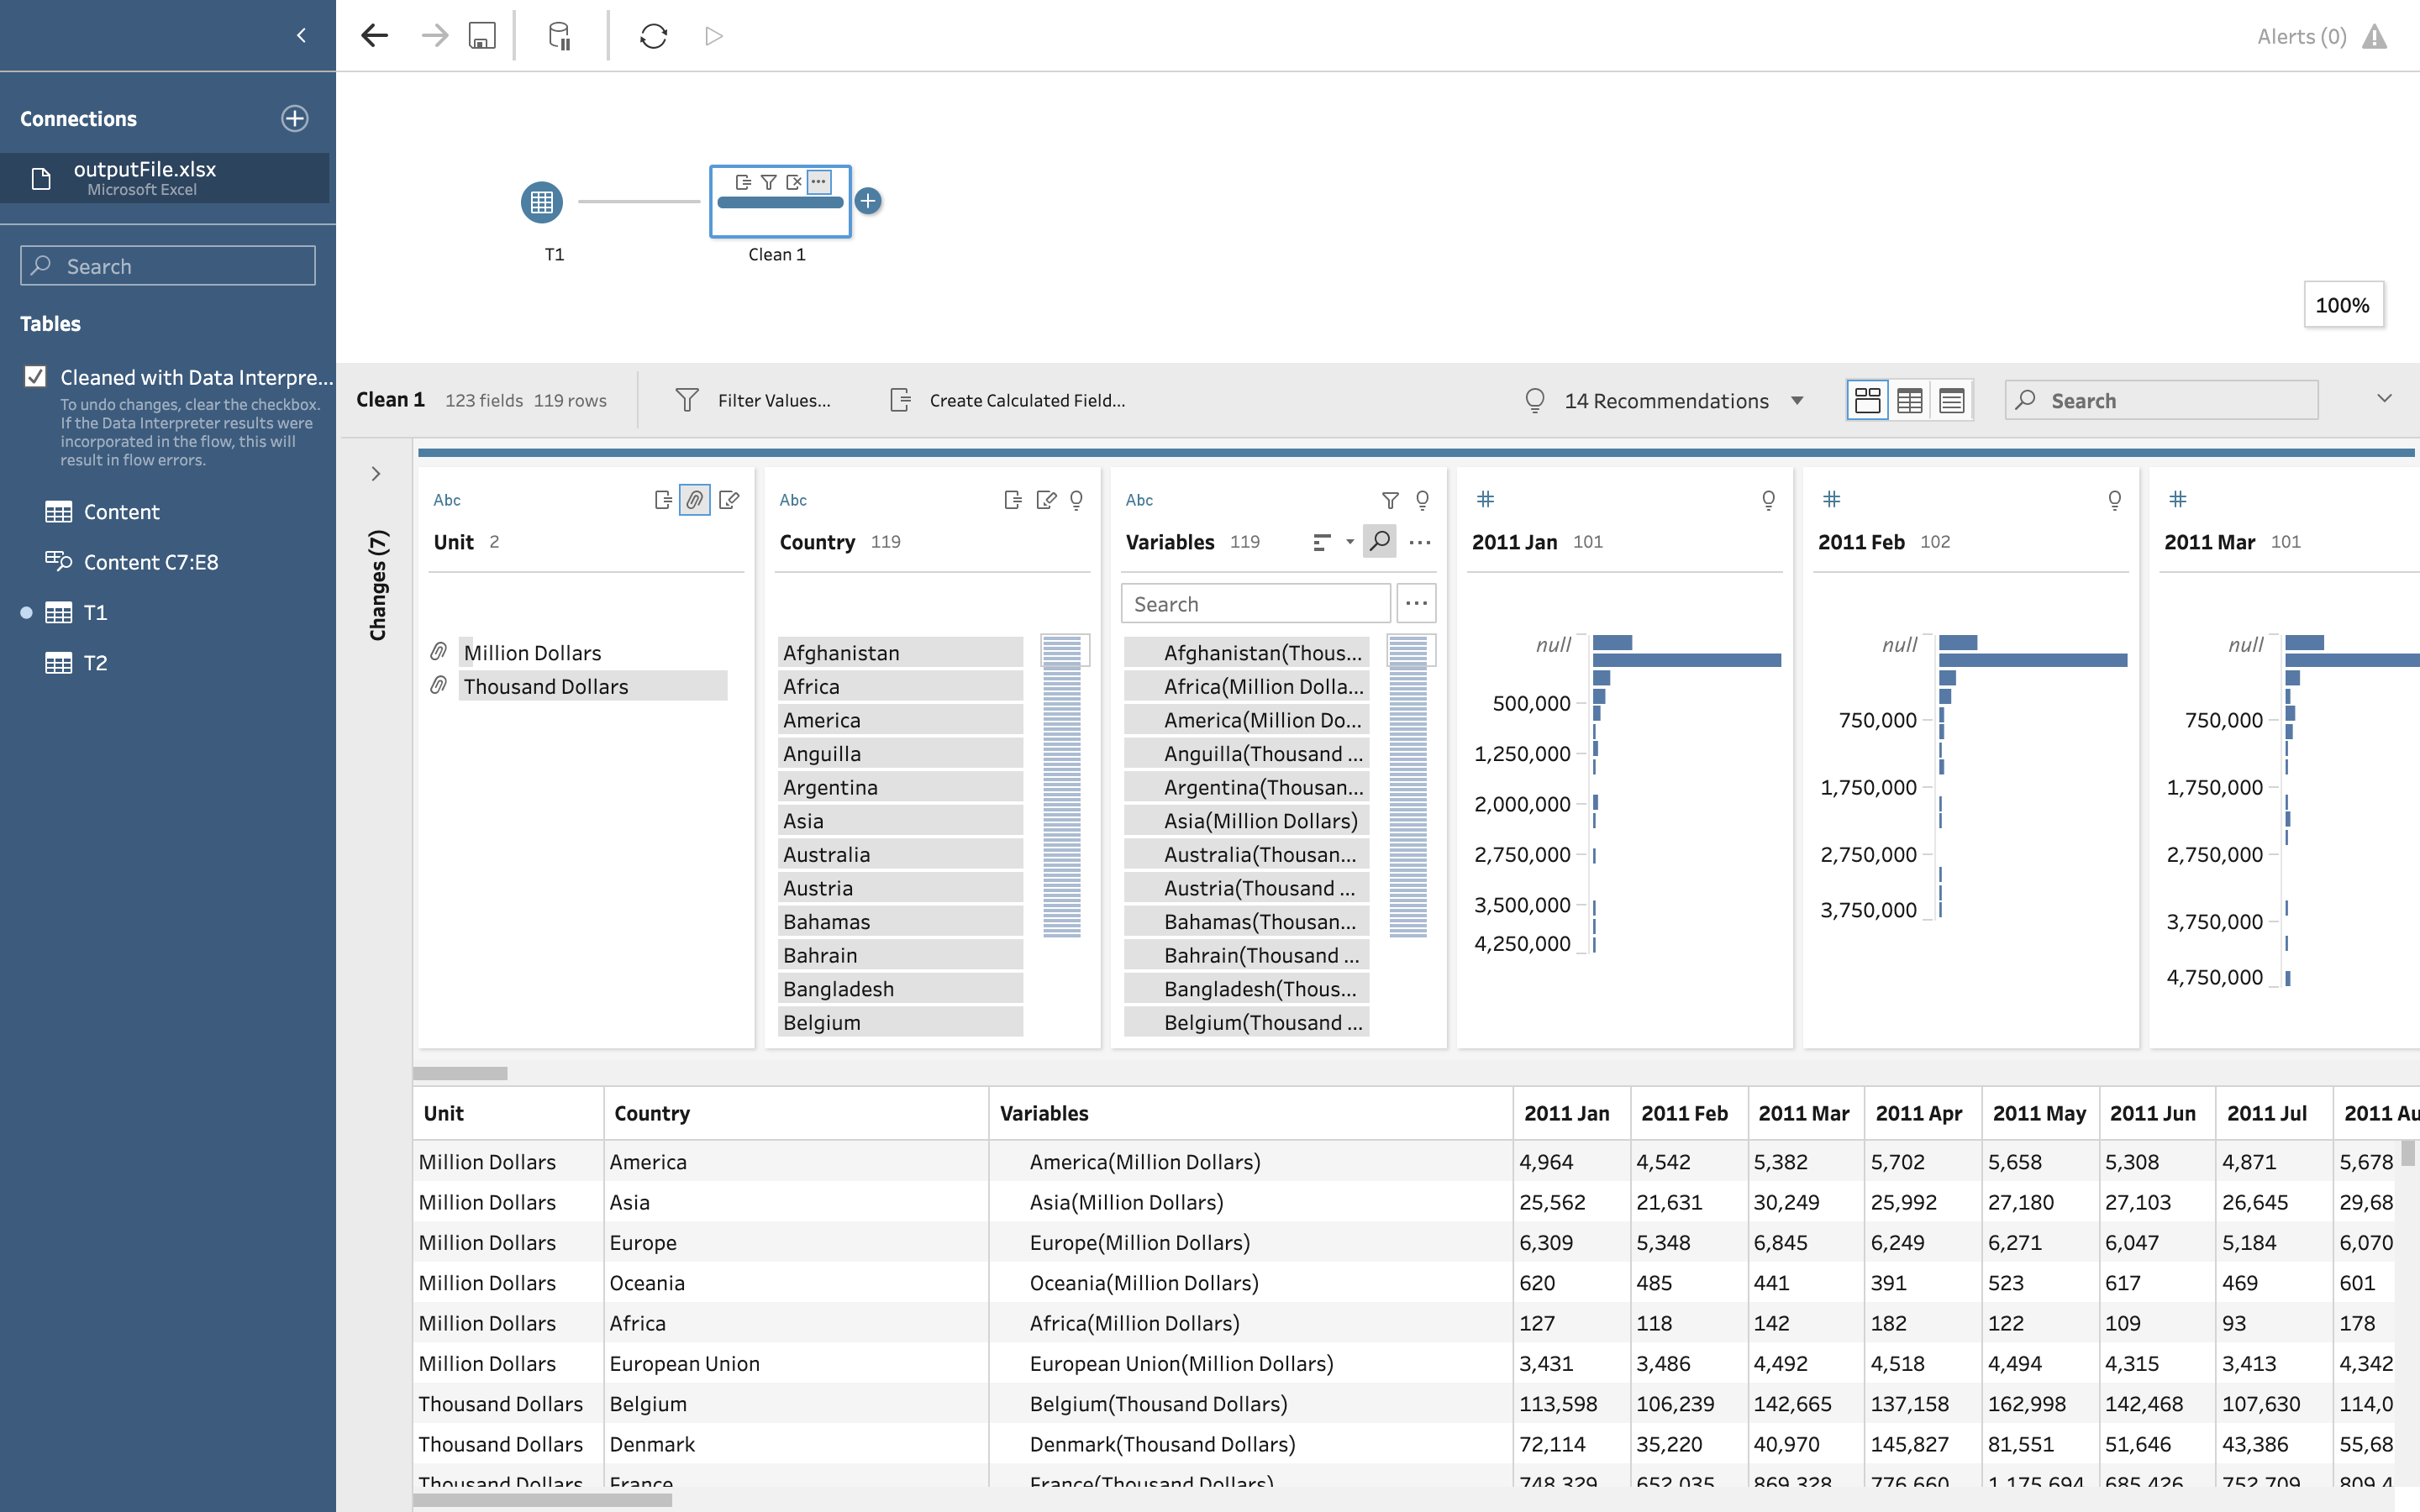 Alerts (0)
Connections
outputFile.xlsx
Microsoft Excel
Search
Tables
Cleaned with Data Interpre...
To undo changes, clear the checkbox.
If the Data Interpreter results were
incorporated in the flow, this will
result in flow errors.
Content
Content C7:E8
T1
T2
T1
Clean 1
100%
Clean 1 123 fields 119 rows Filter Values... Create Calculated Field... 14 Recommendations Search
Changes (7)
Abc
Unit 2
Million Dollars
Thousand Dollars
Abc
Country 119
Afghanistan
Africa
America
Anguilla
Argentina
Asia
Australia
Austria
Bahamas
Bahrain
Bangladesh
Belgium
Abc
Variables 119
Search
Afghanistan(Thous...
Africa(Million Dolla...
America(Million Do...
Anguilla(Thousand ...
Argentina(Thousan...
Asia(Million Dollars)
Australia(Thousan...
Austria(Thousand ...
Bahamas(Thousan...
Bahrain(Thousand ...
Bangladesh(Thous...
Belgium(Thousand ...
#
2011 Jan 101
null
500,000
1,250,000
2,000,000
2,750,000
3,500,000
4,250,000
#
2011 Feb 102
null
750,000
1,750,000
2,750,000
3,750,000
#
2011 Mar 101
null
750,000
1,750,000
2,750,000
3,750,000
4,750,000
Unit Country Variables 2011 Jan 2011 Feb 2011 Mar 2011 Apr 2011 May 2011 Jun 2011 Jul 2011 Au
Million Dollars America America(Million Dollars) 4,964 4,542 5,382 5,702 5,658 5,308 4,871 5,678
Million Dollars Asia Asia(Million Dollars) 25,562 21,631 30,249 25,992 27,180 27,103 26,645 29,68
Million Dollars Europe Europe(Million Dollars) 6,309 5,348 6,845 6,249 6,271 6,047 5,184 6,070
Million Dollars Oceania Oceania(Million Dollars) 620 485 441 391 523 617 469 601
Million Dollars Africa Africa(Million Dollars) 127 118 142 182 122 109 93 178
Million Dollars European Union European Union(Million Dollars) 3,431 3,486 4,492 4,518 4,494 4,315 3,413 4,342
Thousand Dollars Belgium Belgium(Thousand Dollars) 113,598 106,239 142,665 137,158 162,998 142,468 107,630 114,0
Thousand Dollars Denmark Denmark(Thousand Dollars) 72,114 35,220 40,970 145,827 81,551 51,646 43,386 55,68
Thousand Dollars France France(Thousand Dollars) 748,329 652,035 869,328 776,660 1,175,694 685,426 752,709 809,4